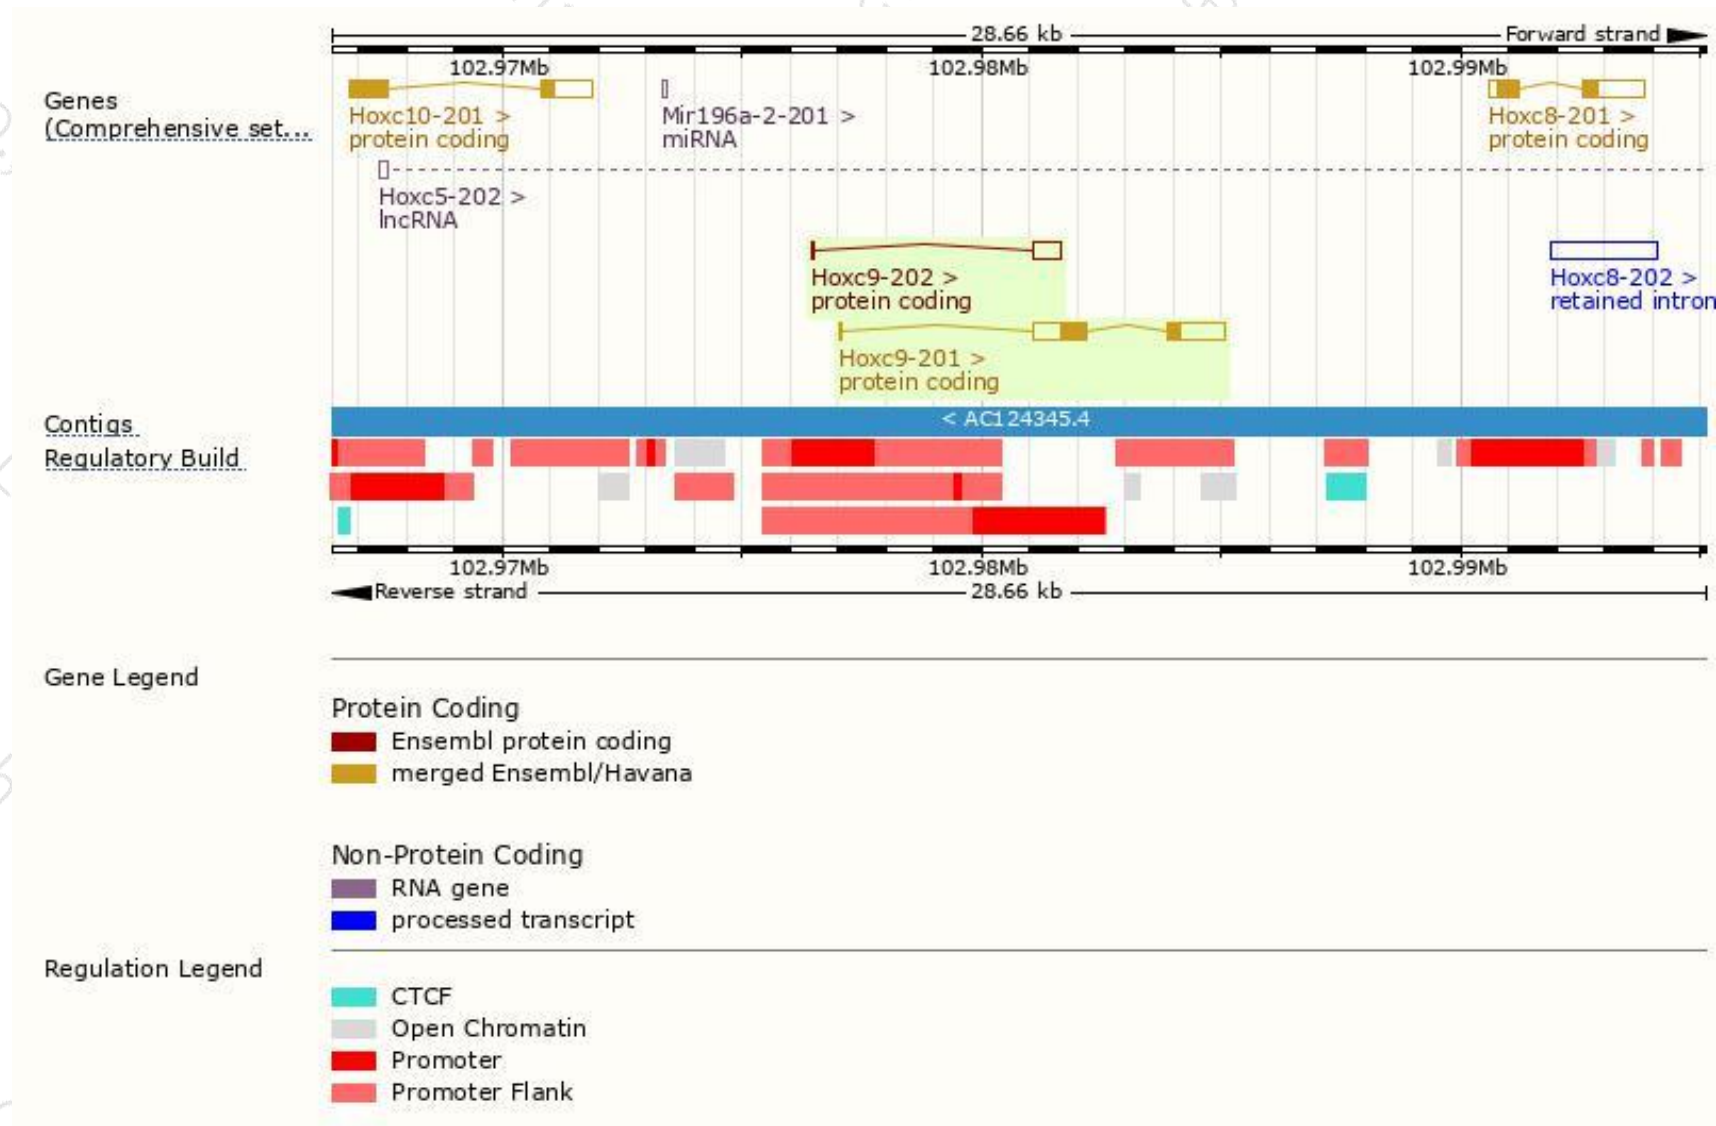 28.66 kb
Forward strand
102.97Mb 102.98Mb 102.99Mb
Genes
(Comprehensive set...
Hoxc10-201 >
protein coding
Mir196a-2-201 >
miRNA
Hoxc8-201 >
protein coding
Hoxc5-202 >
lncRNA
Hoxc9-202 >
protein coding
Hoxc8-202 >
retained intron
Hoxc9-201 >
protein coding
Contigs
< AC124345.4
Regulatory Build
102.97Mb 102.98Mb 102.99Mb
Reverse strand
28.66 kb
Gene Legend
Protein Coding
Ensembl protein coding
merged Ensembl/Havana
Non-Protein Coding
RNA gene
processed transcript
Regulation Legend
CTCF
Open Chromatin
Promoter
Promoter Flank